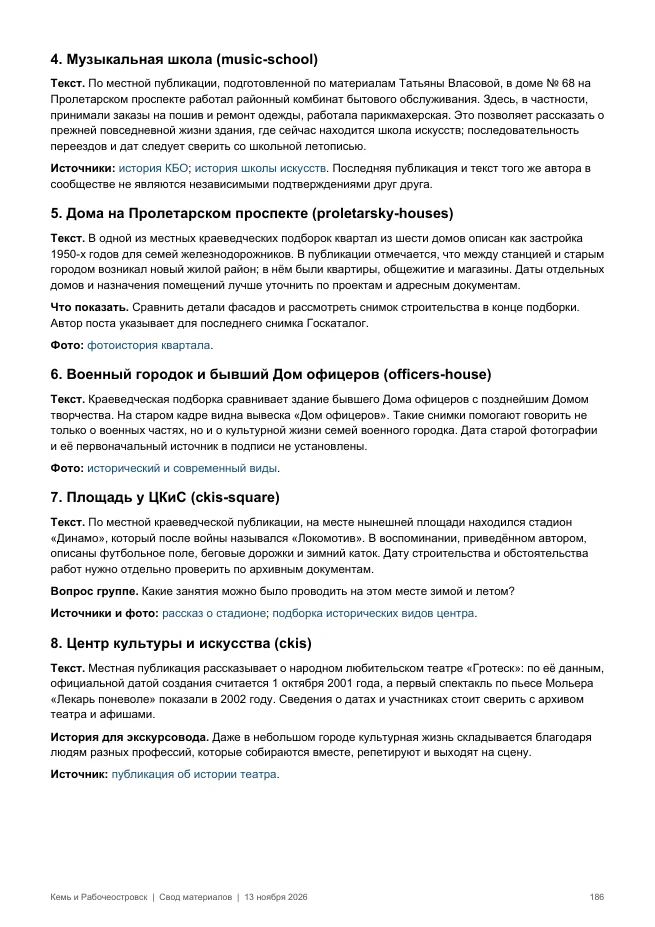 4. Музыкальная школа (music-school)
Текст. По местной публикации, подготовленной по материалам Татьяны Власовой, в доме № 68 на
Пролетарском проспекте работал районный комбинат бытового обслуживания. Здесь, в частности,
принимали заказы на пошив и ремонт одежды, работала парикмахерская. Это позволяет рассказать о
прежней повседневной жизни здания, где сейчас находится школа искусств; последовательность
переездов и дат следует сверить со школьной летописью.
Источники: история КБО; история школы искусств. Последняя публикация и текст того же автора в
сообществе не являются независимыми подтверждениями друг друга.
5. Дома на Пролетарском проспекте (proletarsky-houses)
Текст. В одной из местных краеведческих подборок квартал из шести домов описан как застройка
1950-х годов для семей железнодорожников. В публикации отмечается, что между станцией и старым
городом возникал новый жилой район; в нём были квартиры, общежитие и магазины. Даты отдельных
домов и назначения помещений лучше уточнить по проектам и адресным документам.
Что показать. Сравнить детали фасадов и рассмотреть снимок строительства в конце подборки.
Автор поста указывает для последнего снимка Госкаталог.
Фото: фотоистория квартала.
6. Военный городок и бывший Дом офицеров (officers-house)
Текст. Краеведческая подборка сравнивает здание бывшего Дома офицеров с позднейшим Домом
творчества. На старом кадре видна вывеска «Дом офицеров». Такие снимки помогают говорить не
только о военных частях, но и о культурной жизни семей военного городка. Дата старой фотографии
и её первоначальный источник в подписи не установлены.
Фото: исторический и современный виды.
7. Площадь у ЦКиС (ckis-square)
Текст. По местной краеведческой публикации, на месте нынешней площади находился стадион
«Динамо», который после войны назывался «Локомотив». В воспоминании, приведённом автором,
описаны футбольное поле, беговые дорожки и зимний каток. Дату строительства и обстоятельства
работ нужно отдельно проверить по архивным документам.
Вопрос группе. Какие занятия можно было проводить на этом месте зимой и летом?
Источники и фото: рассказ о стадионе; подборка исторических видов центра.
8. Центр культуры и искусства (ckis)
Текст. Местная публикация рассказывает о народном любительском театре «Гротеск»: по её данным,
официальной датой создания считается 1 октября 2001 года, а первый спектакль по пьесе Мольера
«Лекарь поневоле» показали в 2002 году. Сведения о датах и участниках стоит сверить с архивом
театра и афишами.
История для экскурсовода. Даже в небольшом городе культурная жизнь складывается благодаря
людям разных профессий, которые собираются вместе, репетируют и выходят на сцену.
Источник: публикация об истории театра.
Кемь и Рабочеостровск | Свод материалов | 13 ноября 2026
186